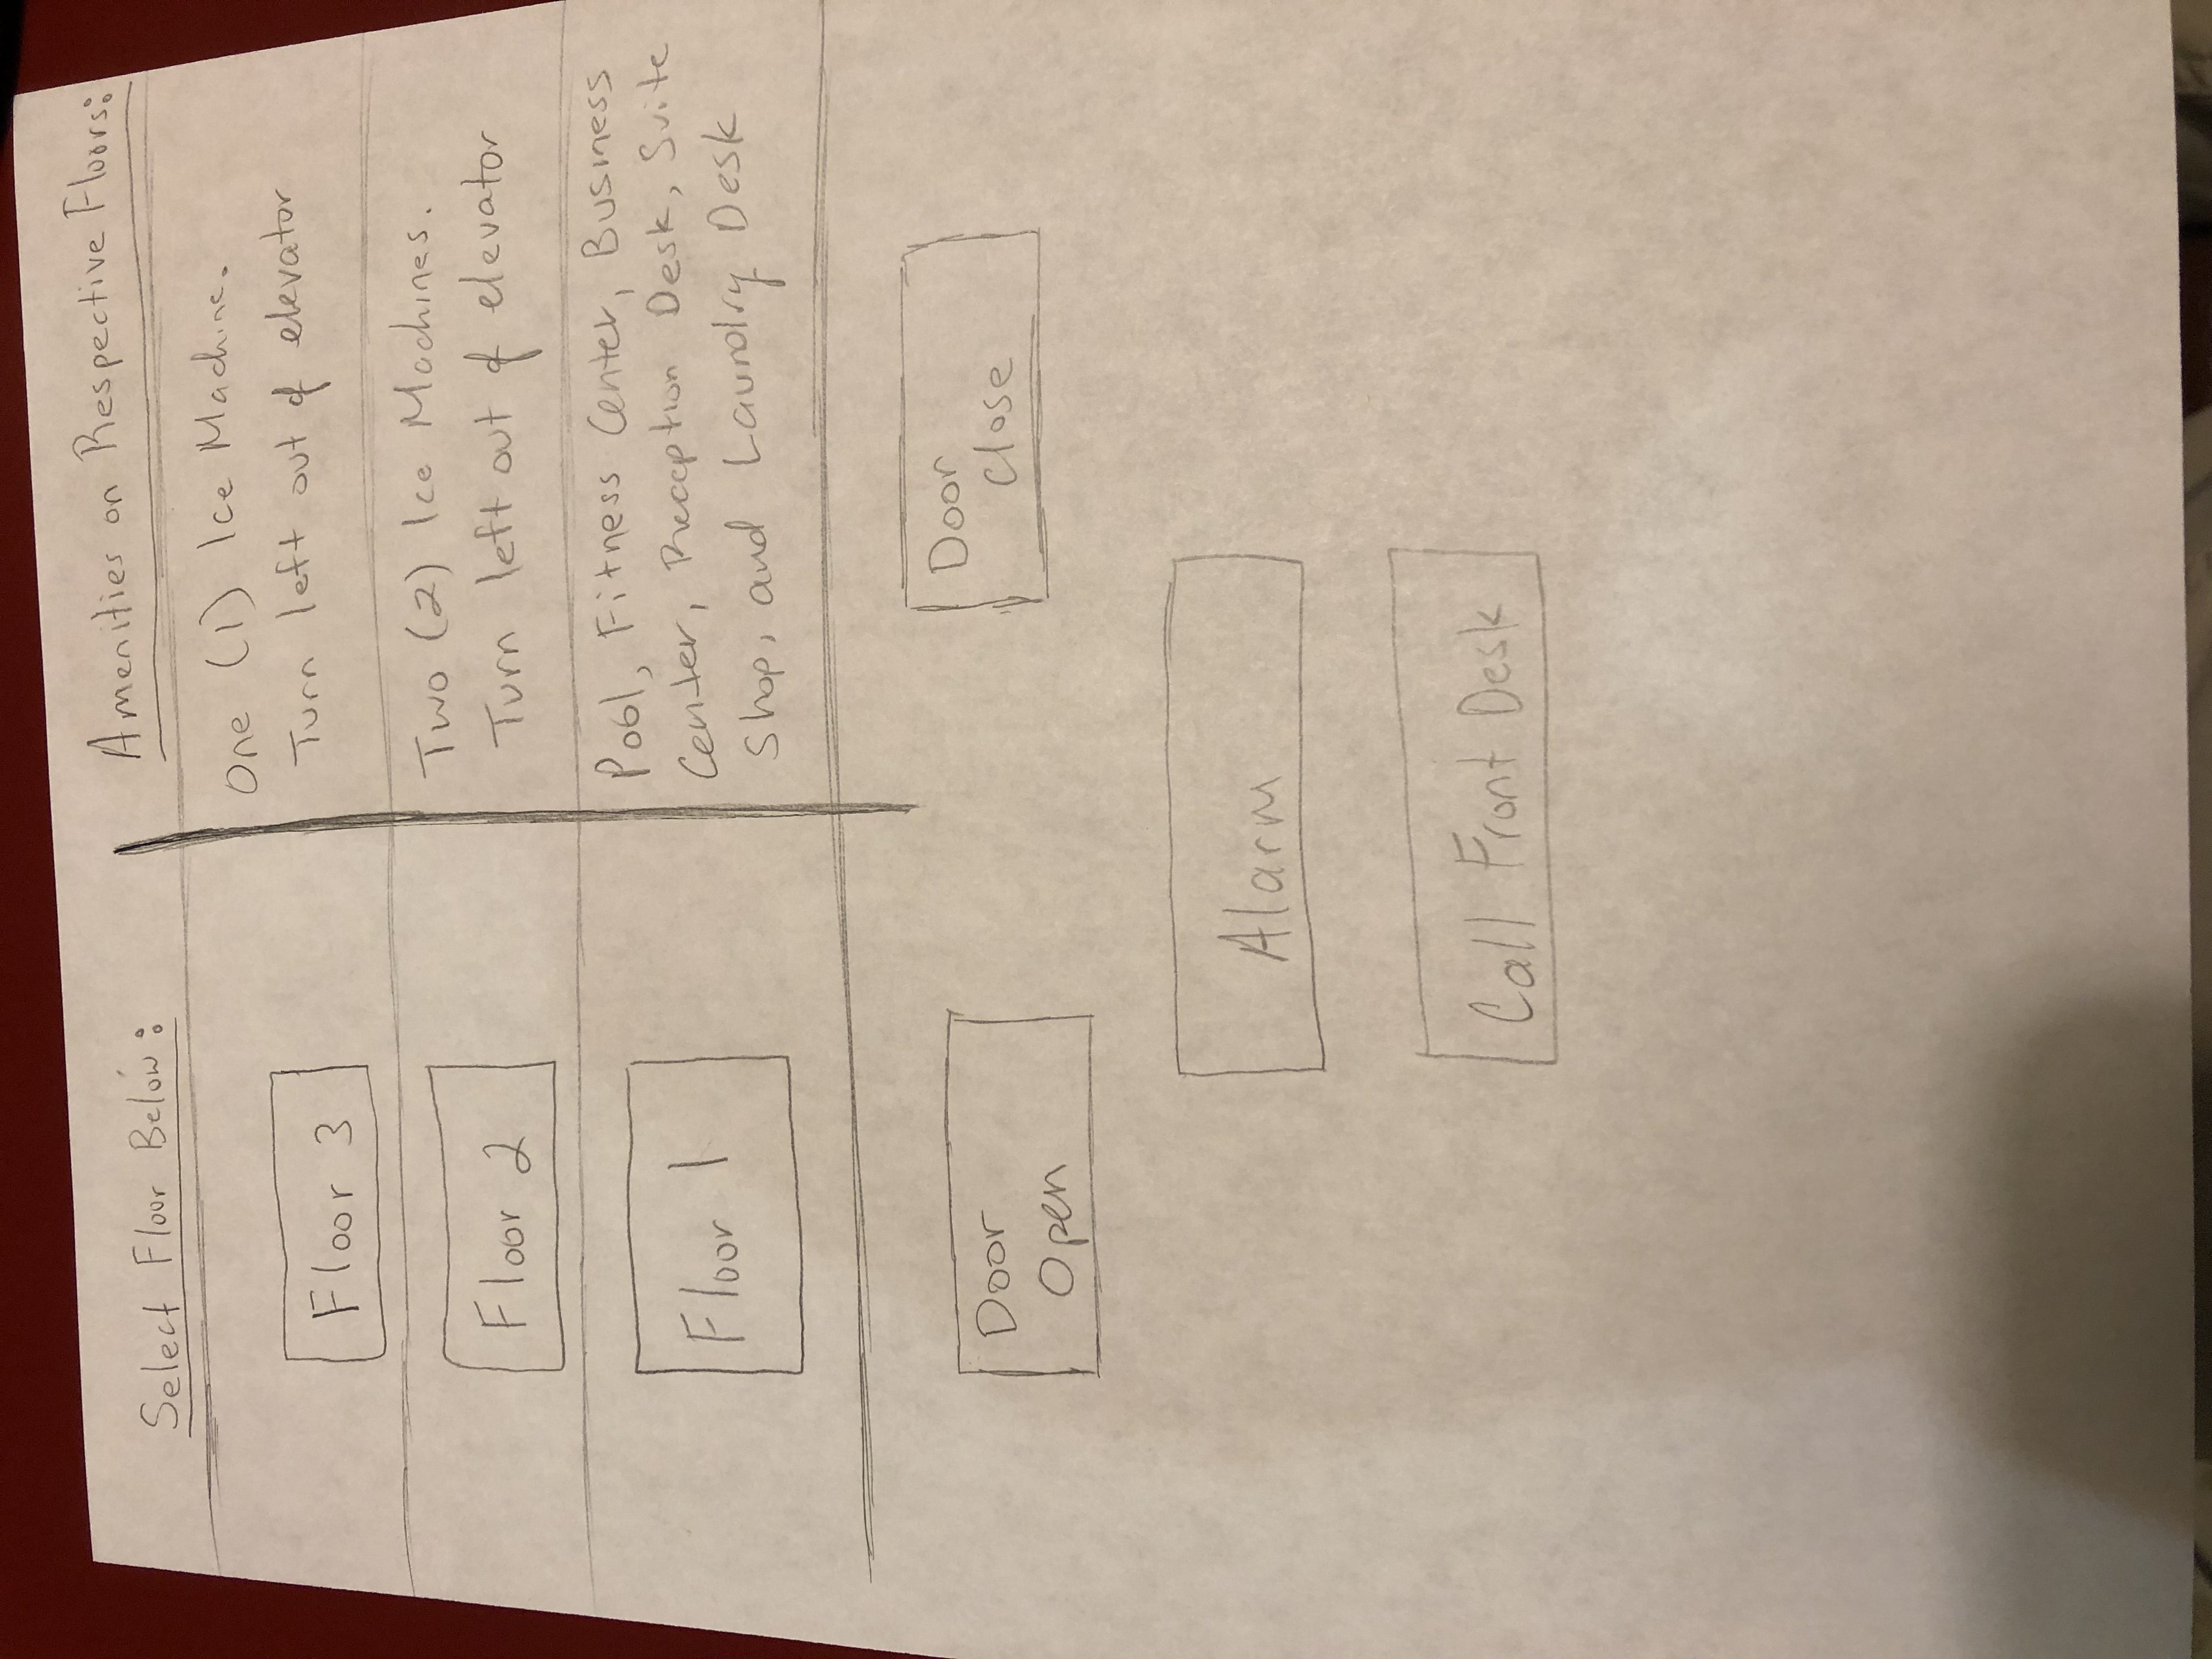 Select Floor Below:
Amenities on Respective Floors:
Floor 3
One (1) Ice Machine.
Turn left out of elevator
Floor 2
Two (2) Ice Machines.
Turn left out of elevator
Floor 1
Pool, Fitness Center, Business
Center, Reception Desk, Suite
Shop, and Laundry Desk
Door
Open
Door
Close
Alarm
Call Front Desk